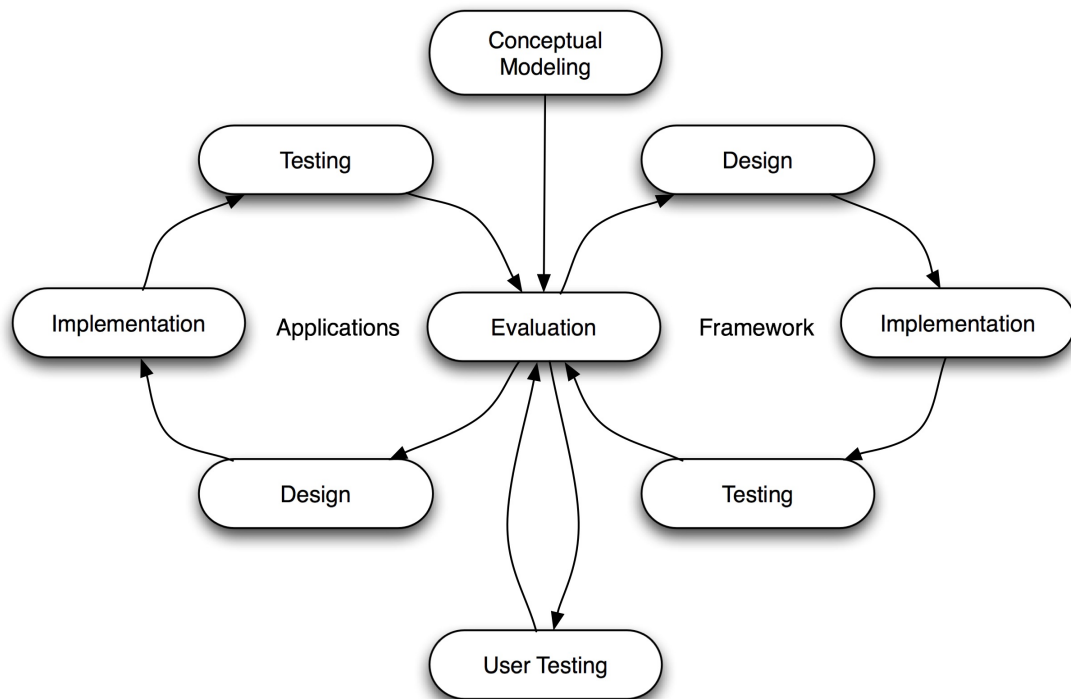 Conceptual
Modeling
Testing
Design
Implementation
Applications
Evaluation
Framework
Implementation
Design
Testing
User Testing